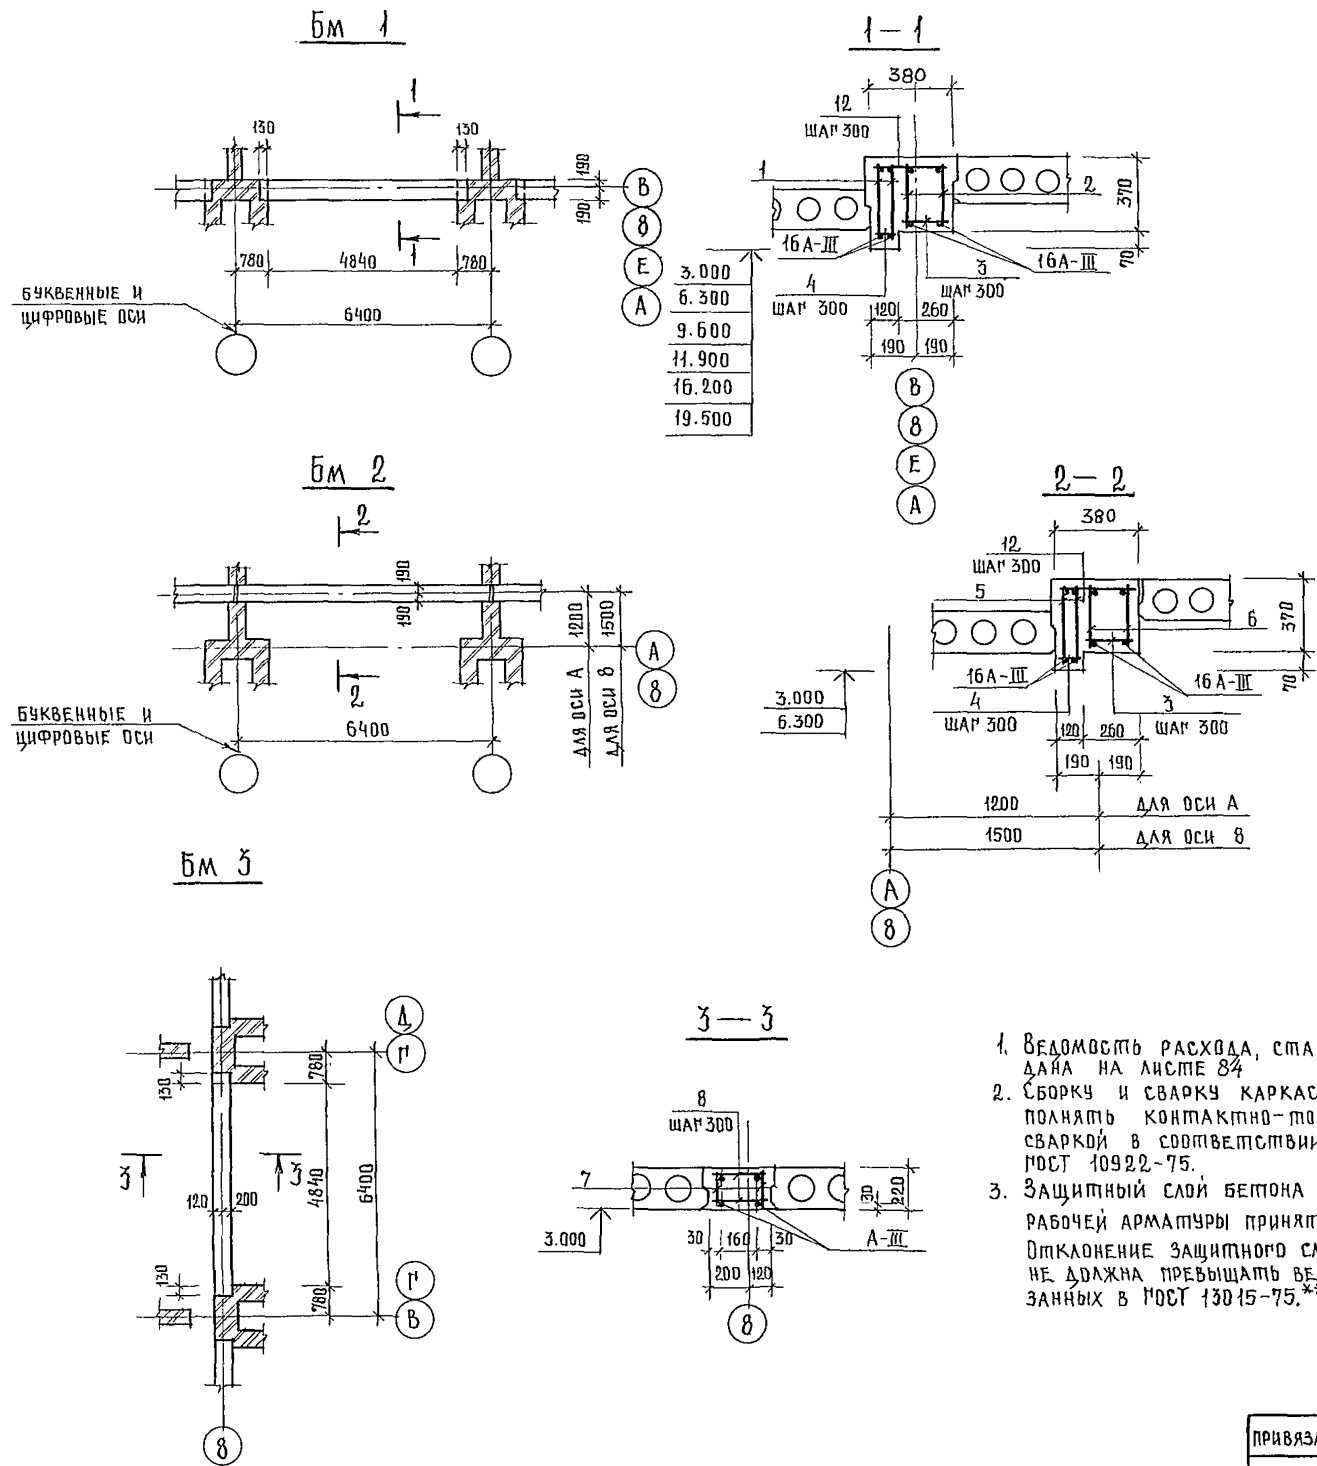 Бм 1
1
130
130
190
190
В
8
Е
А
1
780
4840
780
БУКВЕННЫЕ И
ЦИФРОВЫЕ ОСИ
6400
1-1
380
12
ШАГ 300
1
2
370
70
16А-III
16А-III
4
ШАГ 300
3
ШАГ 300
120
260
190
190
3.000
6.300
9.600
11.900
16.200
19.500
В
8
Е
А
Бм 2
2
190
190
1200
1500
ДЛЯ ОСИ А
ДЛЯ ОСИ 8
А
8
2
БУКВЕННЫЕ И
ЦИФРОВЫЕ ОСИ
6400
2-2
380
12
ШАГ 300
5
6
370
70
16А-III
16А-III
4
ШАГ 300
3
ШАГ 300
120
260
190
190
3.000
6.300
1200
ДЛЯ ОСИ А
1500
ДЛЯ ОСИ 8
А
8
Бм 3
Д
Г
130
780
3
3
120
200
4840
6400
130
780
Г
В
8
3-3
8
ШАГ 300
7
30
220
3.000
30
160
30
А-III
200
120
8
1. ВЕДОМОСТЬ РАСХОДА, СТА
ДАНА НА ЛИСТЕ 84
2. СБОРКУ И СВАРКУ КАРКАС
ПОЛНЯТЬ КОНТАКТНО-ТО
СВАРКОЙ В СООТВЕТСТВИИ
ГОСТ 10922-75.
3. ЗАЩИТНЫЙ СЛОЙ БЕТОНА
РАБОЧЕЙ АРМАТУРЫ ПРИНЯТ
ОТКЛОНЕНИЕ ЗАЩИТНОГО СЛ
НЕ ДОЛЖНА ПРЕВЫШАТЬ ВЕ
ЗАННЫХ В ГОСТ 13015-75.**
ПРИВЯЗА